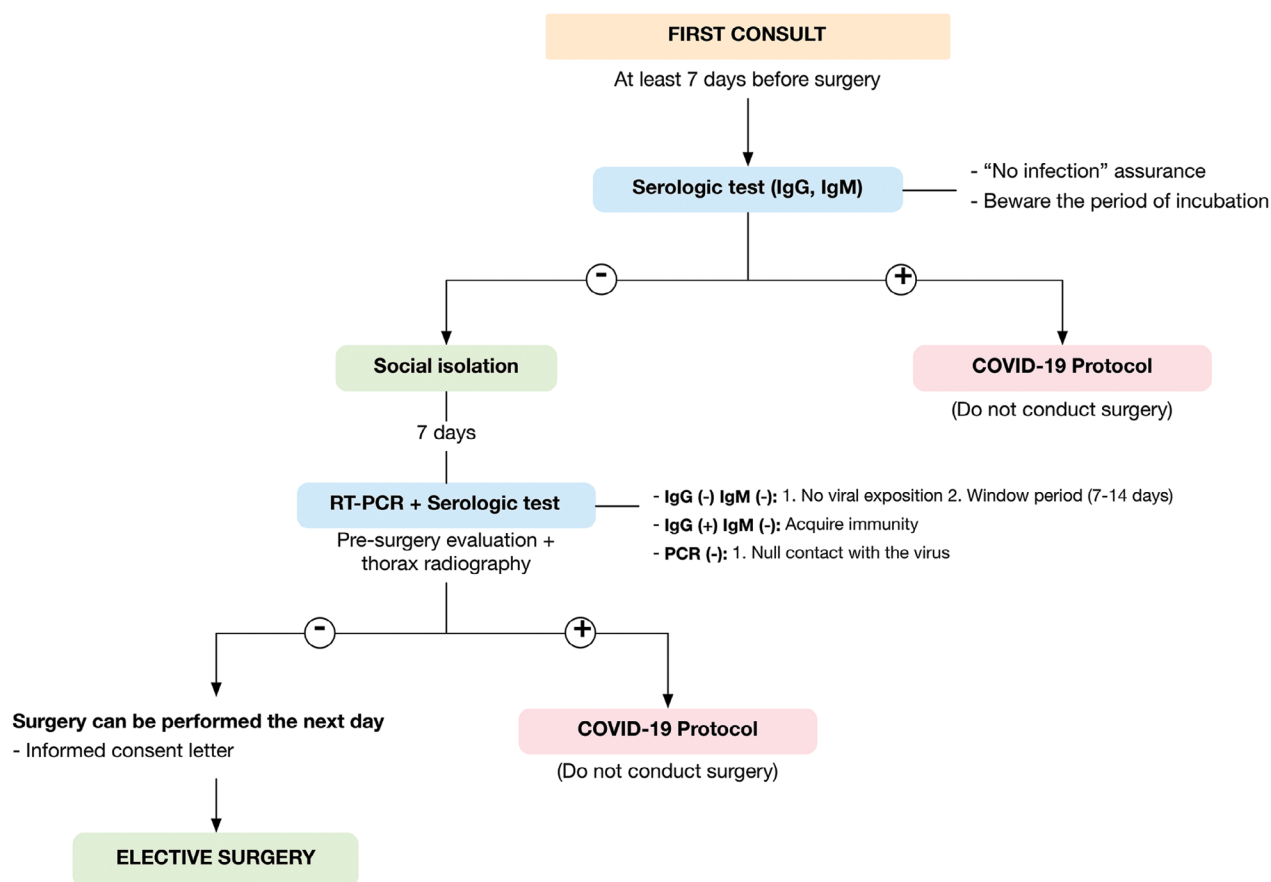 FIRST CONSULT
At least 7 days before surgery
Serologic test (IgG, IgM)
- “No infection” assurance
- Beware the period of incubation
-
+
Social isolation
COVID-19 Protocol
(Do not conduct surgery)
7 days
RT-PCR + Serologic test
Pre-surgery evaluation +
thorax radiography
- IgG (-) IgM (-): 1. No viral exposition 2. Window period (7-14 days)
- IgG (+) IgM (-): Acquire immunity
- PCR (-): 1. Null contact with the virus
-
+
Surgery can be performed the next day
- Informed consent letter
COVID-19 Protocol
(Do not conduct surgery)
ELECTIVE SURGERY